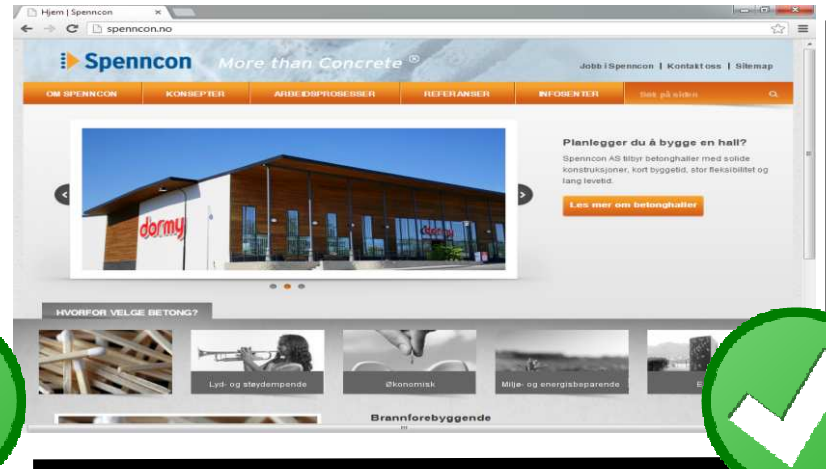 Hjem | Spenncon
spenncon.no
Spenncon More than Concrete ®
Jobb i Spenncon | Kontakt oss | Sitemap
OM SPENNCON KONSEPTER ARBEIDSPROSESSER REFERANSER INFOSENTER Søk på siden
Planlegger du å bygge en hall?
Spenncon AS tilbyr betonghaller med solide
konstruksjoner, kort byggetid, stor fleksibilitet og
lang levetid.
Les mer om betonghaller
dormy
dormy
HVORFOR VELGE BETONG?
Lyd- og støydempende Økonomisk Miljø- og energisbeparende
Brannforebyggende